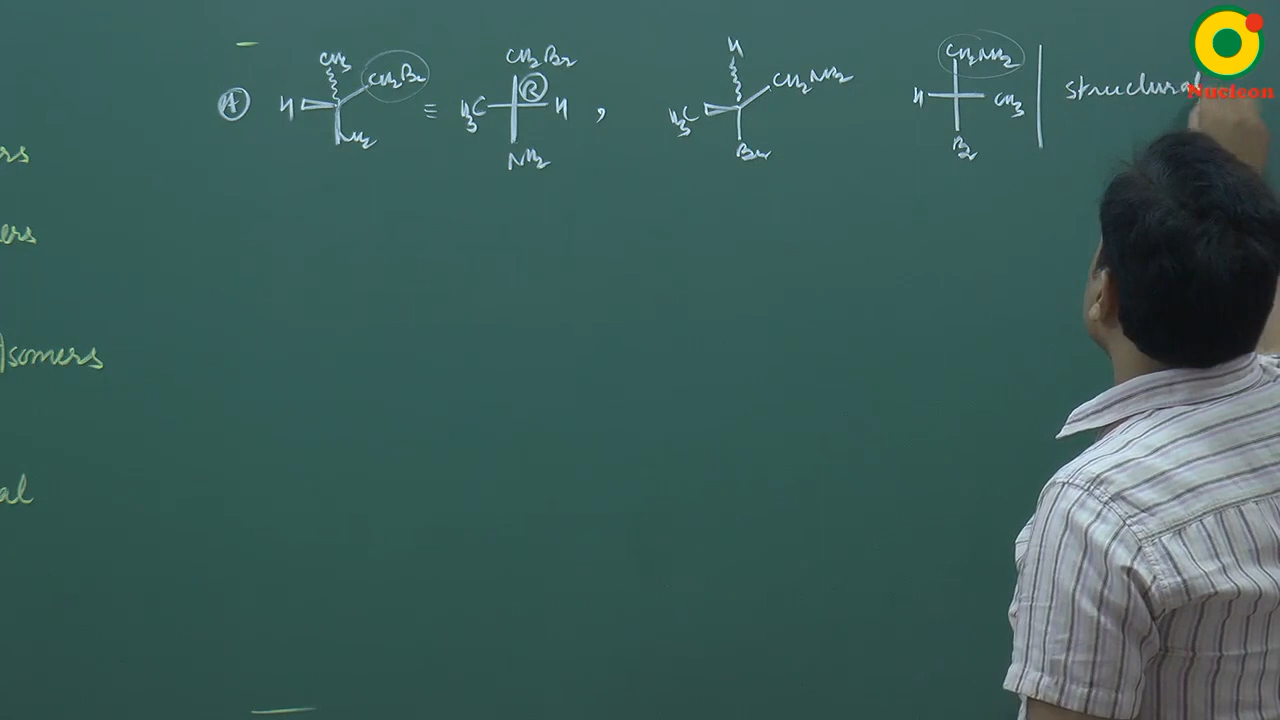 CH3 CH2Br CH2Br H CH2NH2 CH2NH2
A H NH2 ≡ H3C B H NH2 , H3C Br H CH3 Br structural
Nucleon
ers
ers
Isomers
al